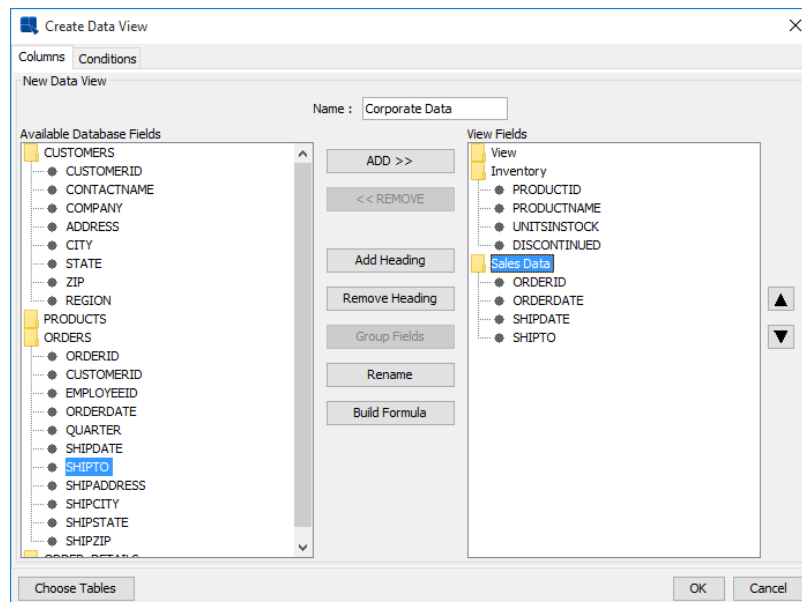 Create Data View
Columns Conditions
New Data View
Name : Corporate Data
Available Database Fields
CUSTOMERS
CUSTOMERID
CONTACTNAME
COMPANY
ADDRESS
CITY
STATE
ZIP
REGION
PRODUCTS
ORDERS
ORDERID
CUSTOMERID
EMPLOYEEID
ORDERDATE
QUARTER
SHIPDATE
SHIPTO
SHIPADDRESS
SHIPCITY
SHIPSTATE
SHIPZIP
ORDER_DETAILS
ADD >>
<< REMOVE
Add Heading
Remove Heading
Group Fields
Rename
Build Formula
View Fields
View
Inventory
PRODUCTID
PRODUCTNAME
UNITSINSTOCK
DISCONTINUED
Sales Data
ORDERID
ORDERDATE
SHIPDATE
SHIPTO
Choose Tables
OK Cancel